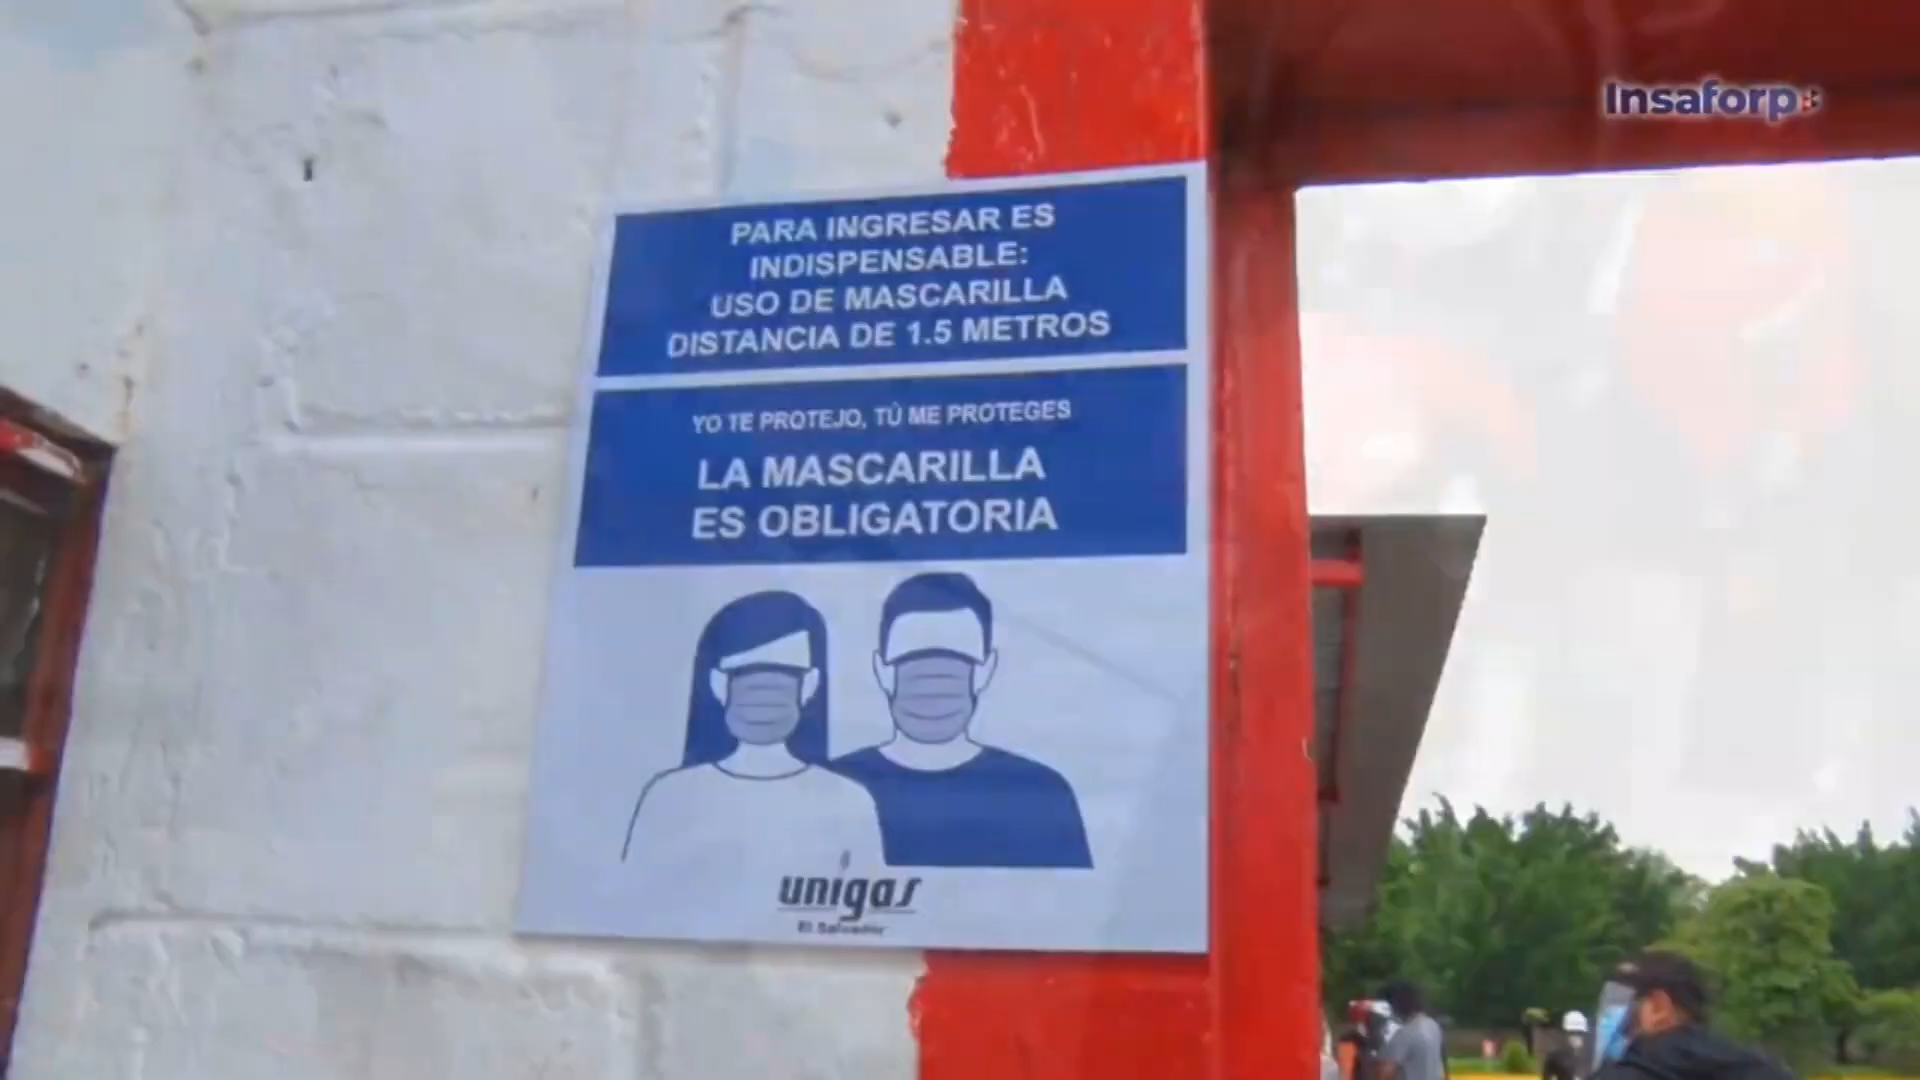 Insaforp
PARA INGRESAR ES
INDISPENSABLE:
USO DE MASCARILLA
DISTANCIA DE 1.5 METROS
YO TE PROTEJO, TÚ ME PROTEGES
LA MASCARILLA
ES OBLIGATORIA
unigas
El Salvador